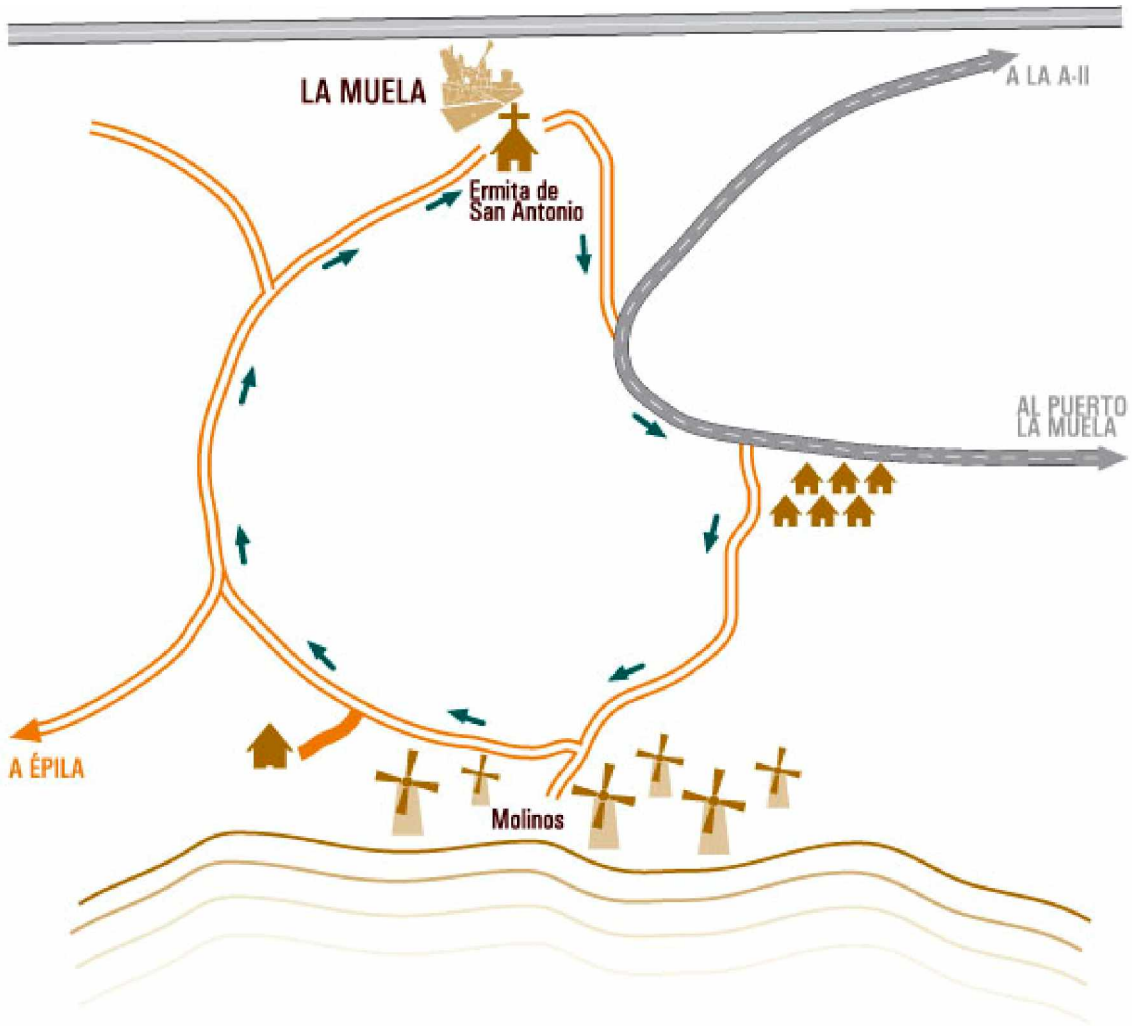 LA MUELA
A LA A-II
Ermita de
San Antonio
AL PUERTO
LA MUELA
A ÉPILA
Molinos